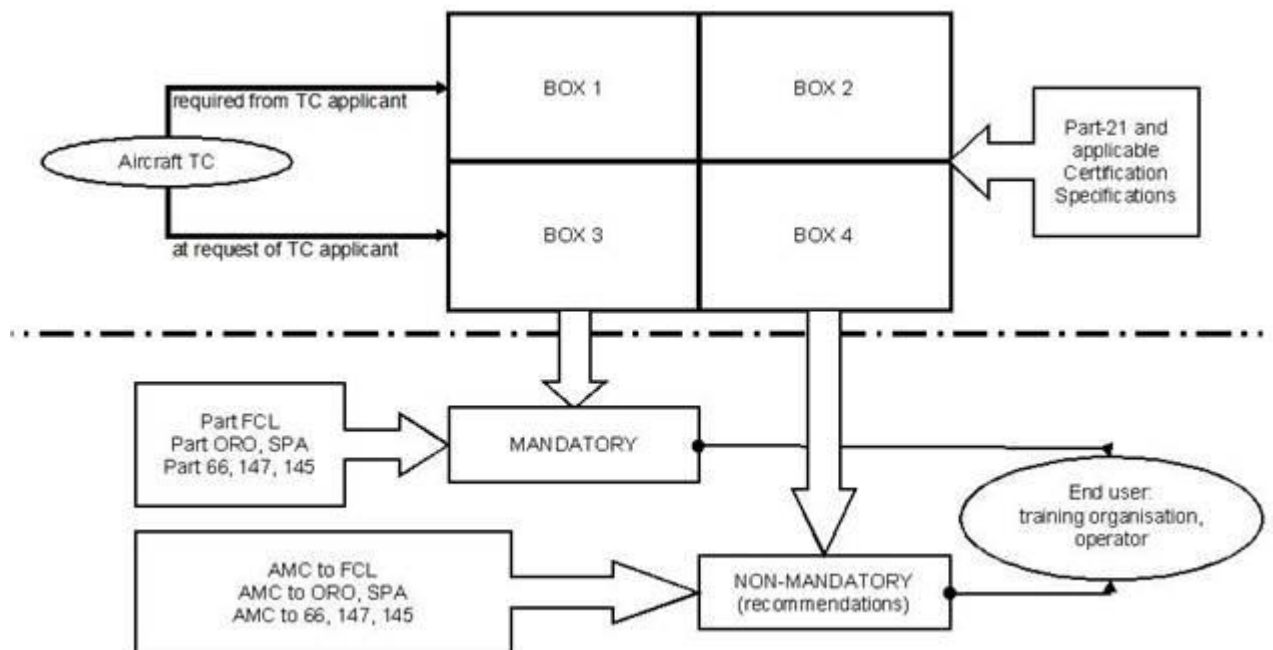 BOX 1
BOX 2
required from TC applicant
Aircraft TC
Part-21 and
applicable
Certification
Specifications
BOX 3
BOX 4
at request of TC applicant
Part FCL
Part ORO, SPA
Part 66, 147, 145
MANDATORY
End user:
training organisation,
operator
AMC to FCL
AMC to ORO, SPA
AMC to 66, 147, 145
NON-MANDATORY
(recommendations)